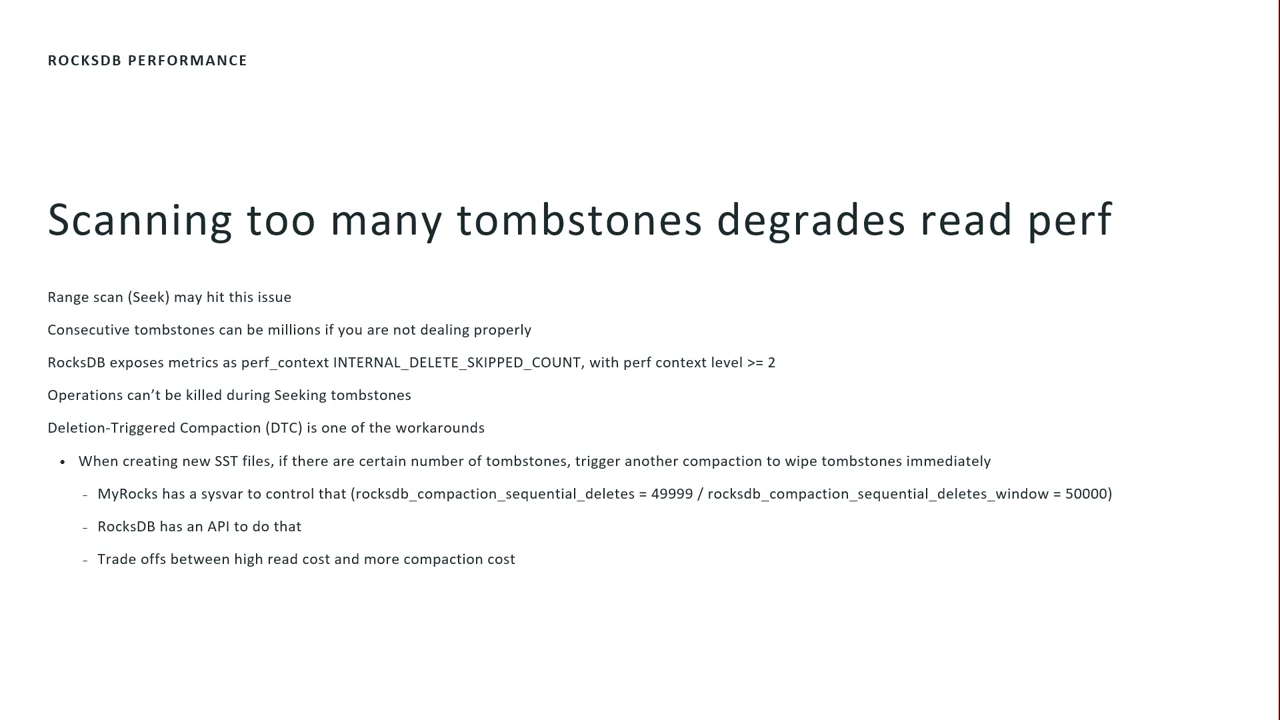 ROCKSDB PERFORMANCE
Scanning too many tombstones degrades read perf
Range scan (Seek) may hit this issue
Consecutive tombstones can be millions if you are not dealing properly
RocksDB exposes metrics as perf_context INTERNAL_DELETE_SKIPPED_COUNT, with perf context level >= 2
Operations can’t be killed during Seeking tombstones
Deletion-Triggered Compaction (DTC) is one of the workarounds
• When creating new SST files, if there are certain number of tombstones, trigger another compaction to wipe tombstones immediately
- MyRocks has a sysvar to control that (rocksdb_compaction_sequential_deletes = 49999 / rocksdb_compaction_sequential_deletes_window = 50000)
- RocksDB has an API to do that
- Trade offs between high read cost and more compaction cost